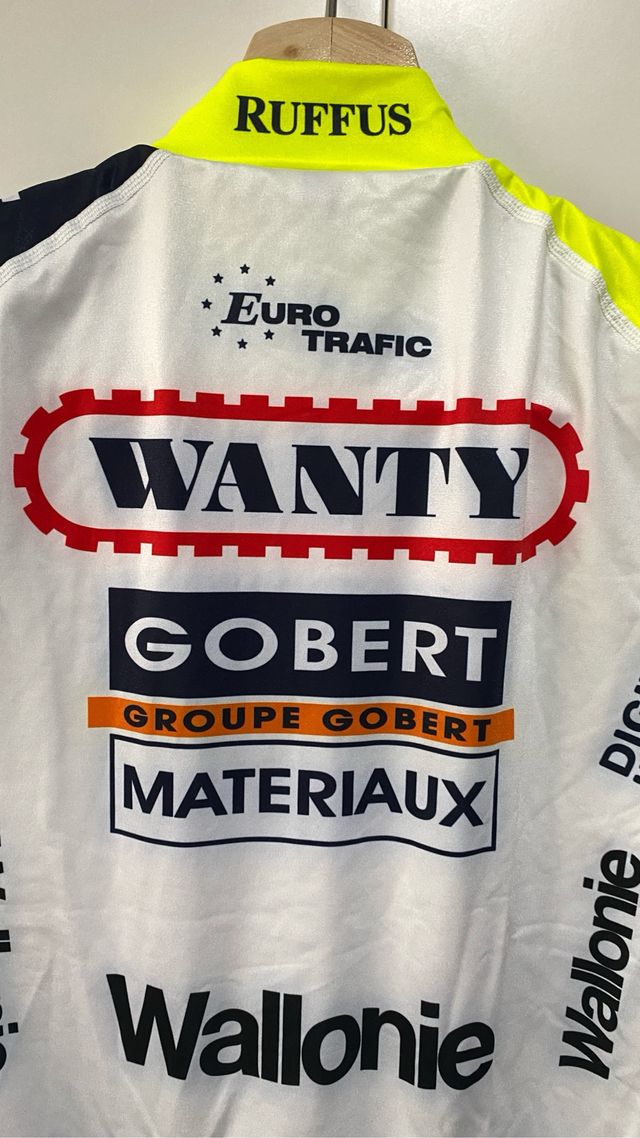 RUFFUS
EURO
TRAFIC
WANTY
GOBERT
GROUPE GOBERT
MATERIAUX
Wallonie
Wallonie